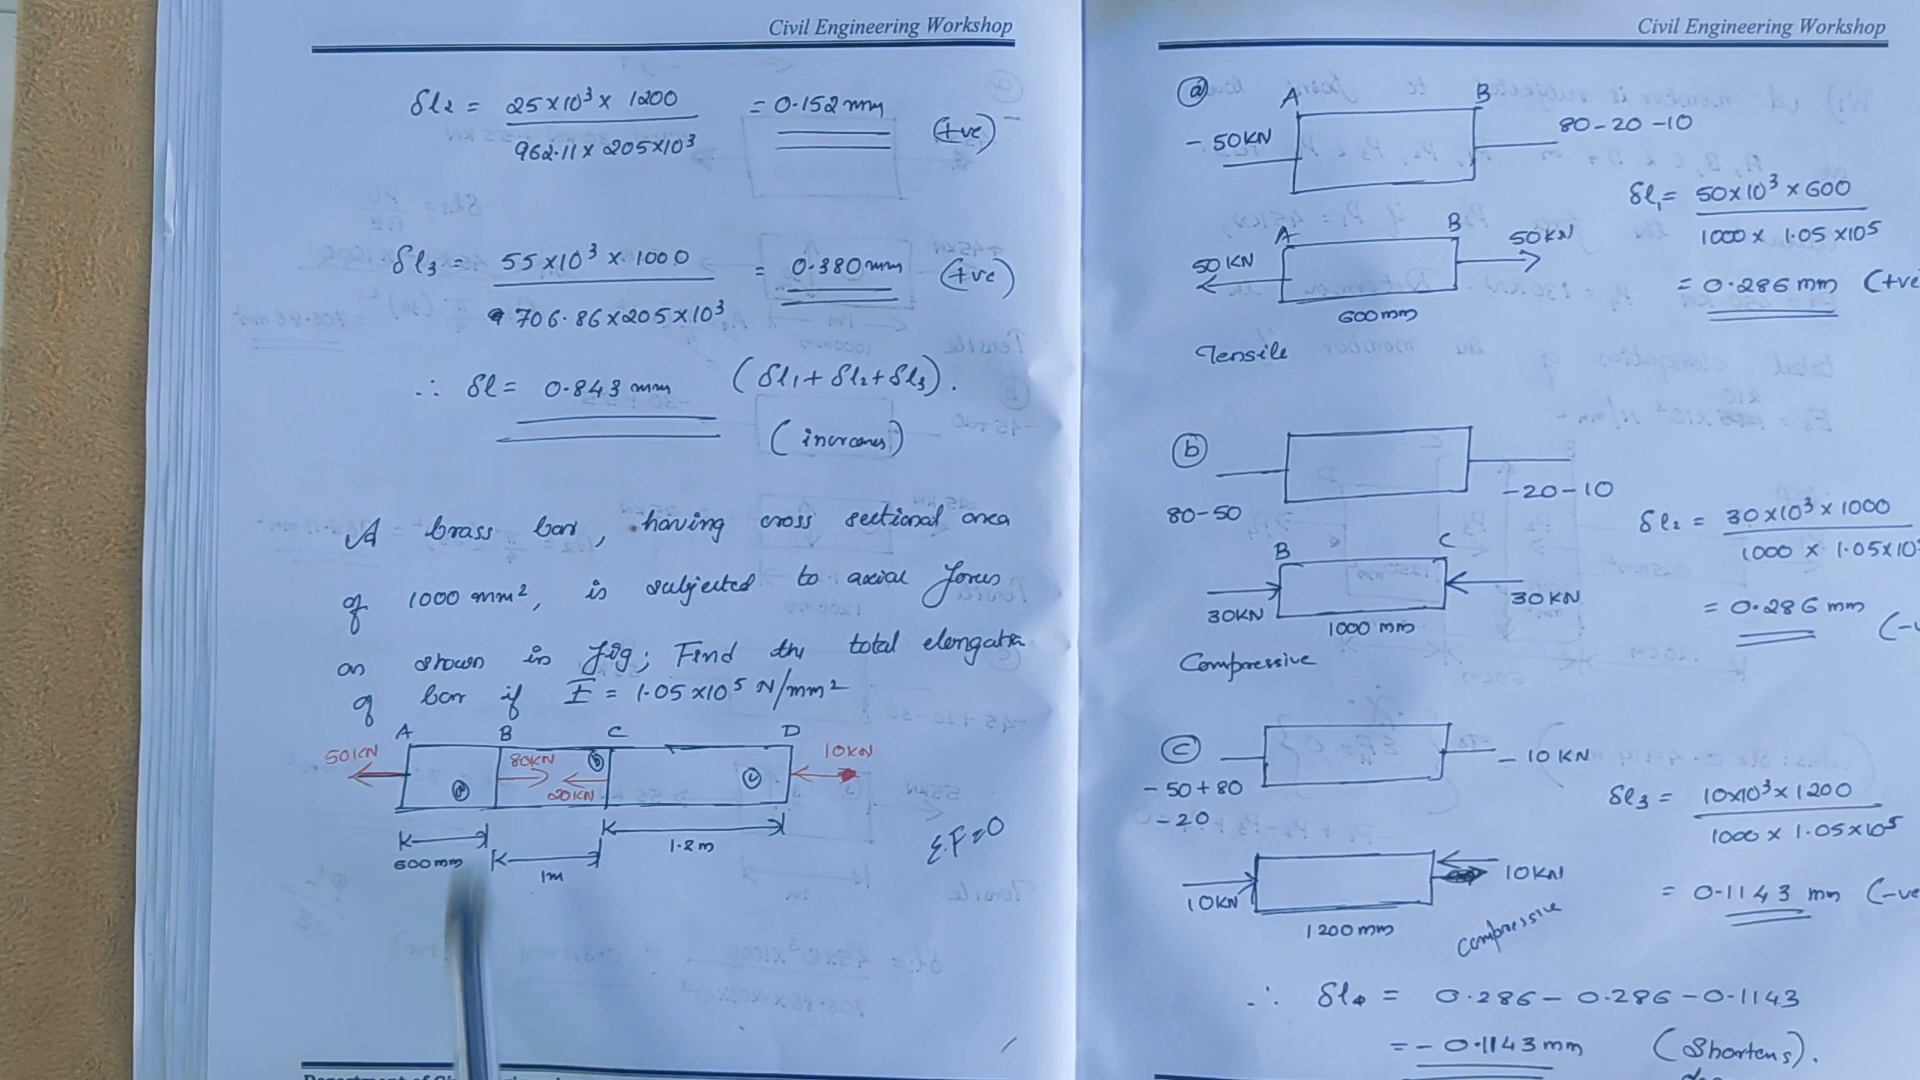 Civil Engineering Workshop
δl₂ = 25×10³ × 1200 / 962.11 × 205×10³ = 0.152 mm (+ve)
δl₃ = 55×10³ × 1000 / 706.86×205×10³ = 0.380 mm (+ve)
∴ δl = 0.843 mm (δl₁ + δl₂ + δl₃).
(increases)
A brass bar, having cross sectional area
of 1000 mm², is subjected to axial forces
as shown in fig; Find the total elongation
of bar if E = 1.05×10⁵ N/mm²
A B C D
50KN 80KN 20KN 10KN
600mm 1m 1.2m
Σ.F=0
Civil Engineering Workshop
(a) A B
-50KN 80-20-10
δl₁ = 50×10³ × 600 / 1000 × 1.05×10⁵
A B
50KN 50KN
= 0.286 mm (+ve
600mm
Tensile
(b)
80-50 -20-10
δl₂ = 30×10³ × 1000 / 1000 × 1.05×10
B C
30KN 30KN
= 0.286 mm
1000 mm
Compressive
(c)
-50+80 -10KN
-20
δl₃ = 10×10³ × 1200 / 1000 × 1.05×10⁵
10KN 10KN
= 0.1143 mm (-ve
1200mm
compressive
∴ δl = 0.286 - 0.286 - 0.1143
= - 0.1143 mm (Shortens).